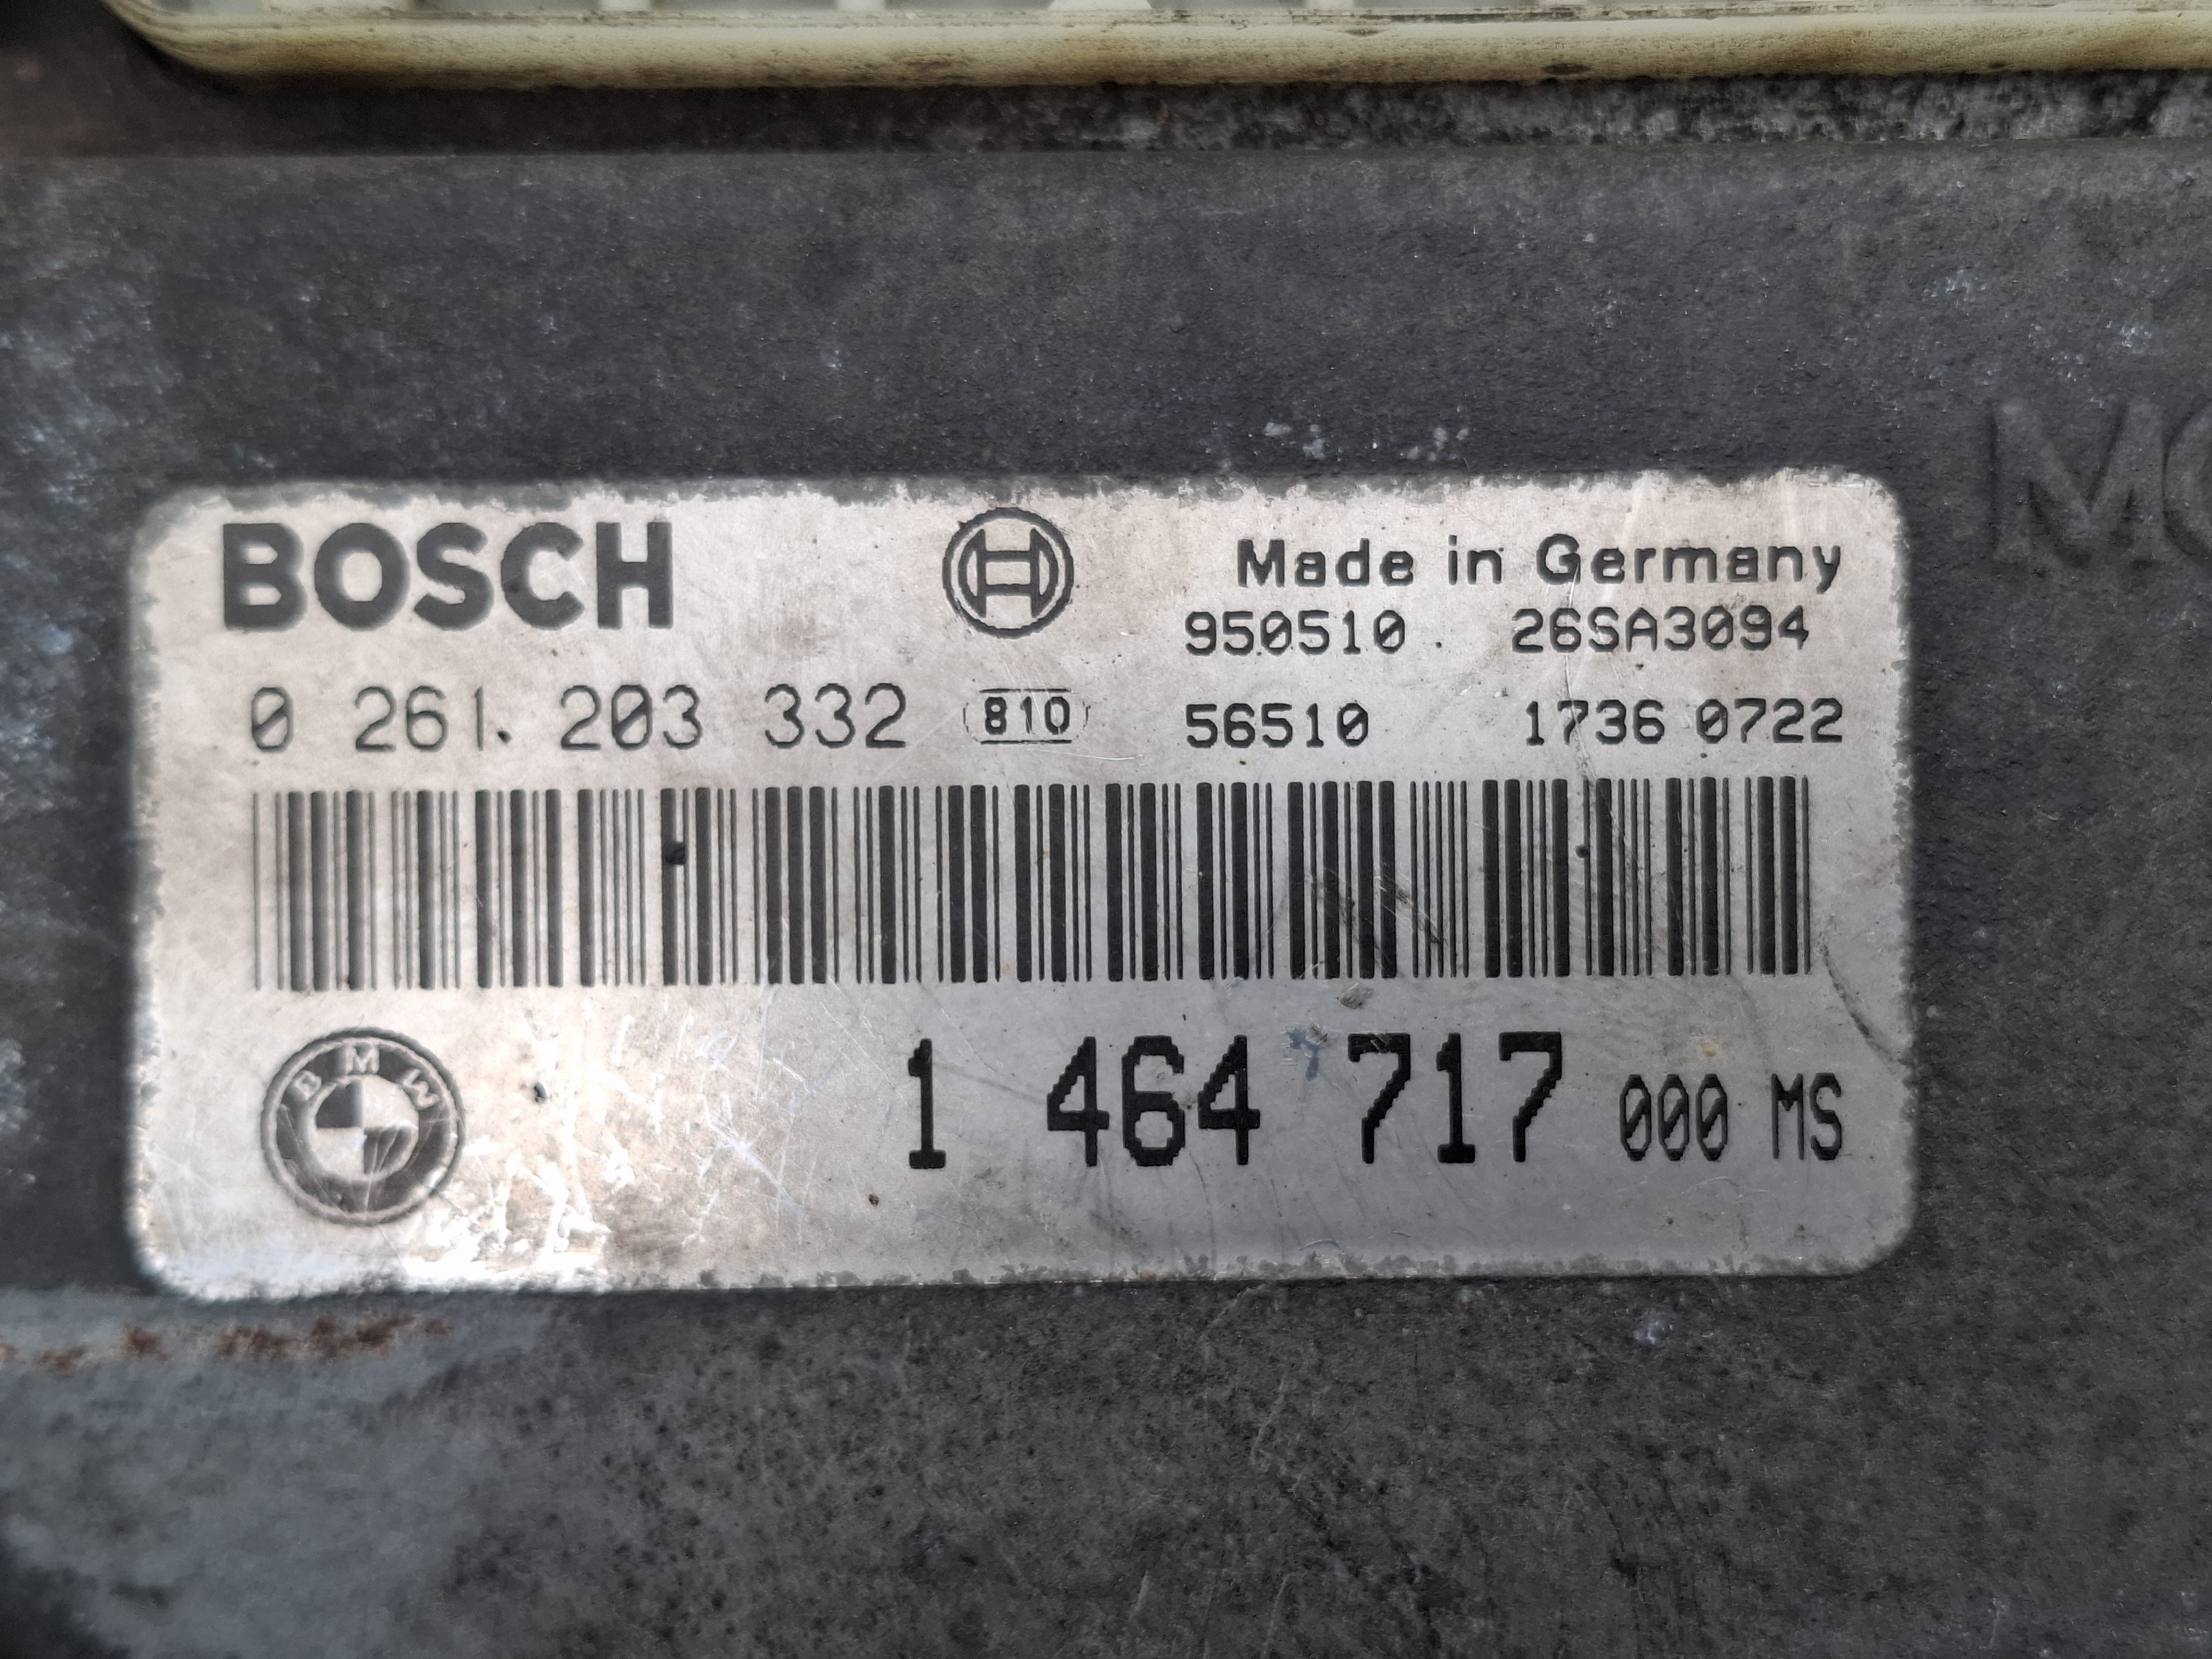 BOSCH
Made in Germany
950510 26SA3094
0 261 203 332 810 56510 1736 0722
BMW
1 464 717 000 MS